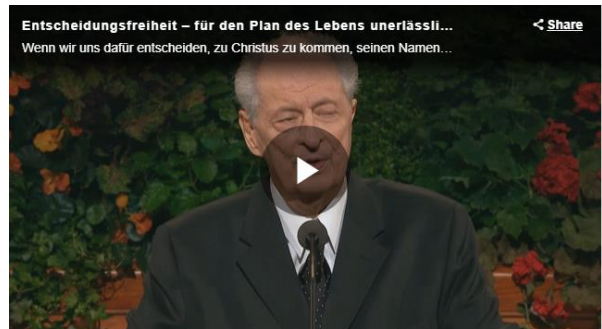 Entscheidungsfreiheit – für den Plan des Lebens unerlässli...
Share
Wenn wir uns dafür entscheiden, zu Christus zu kommen, seinen Namen...